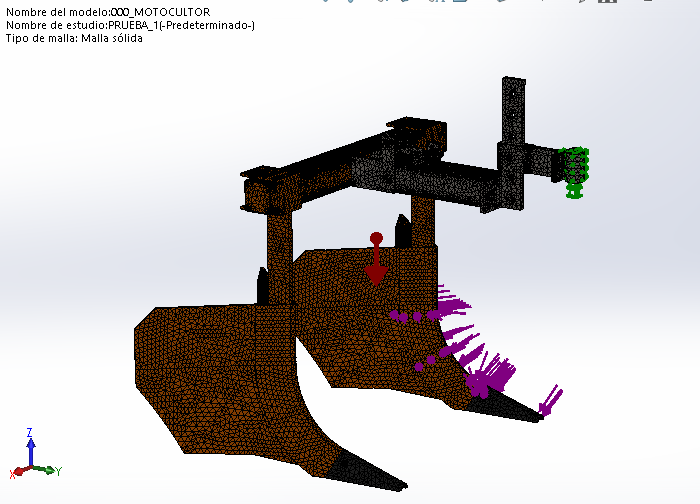 Nombre del modelo:000_MOTOCULTOR
Nombre de estudio:PRUEBA_1(-Predeterminado-)
Tipo de malla: Malla sólida
Z
X
Y